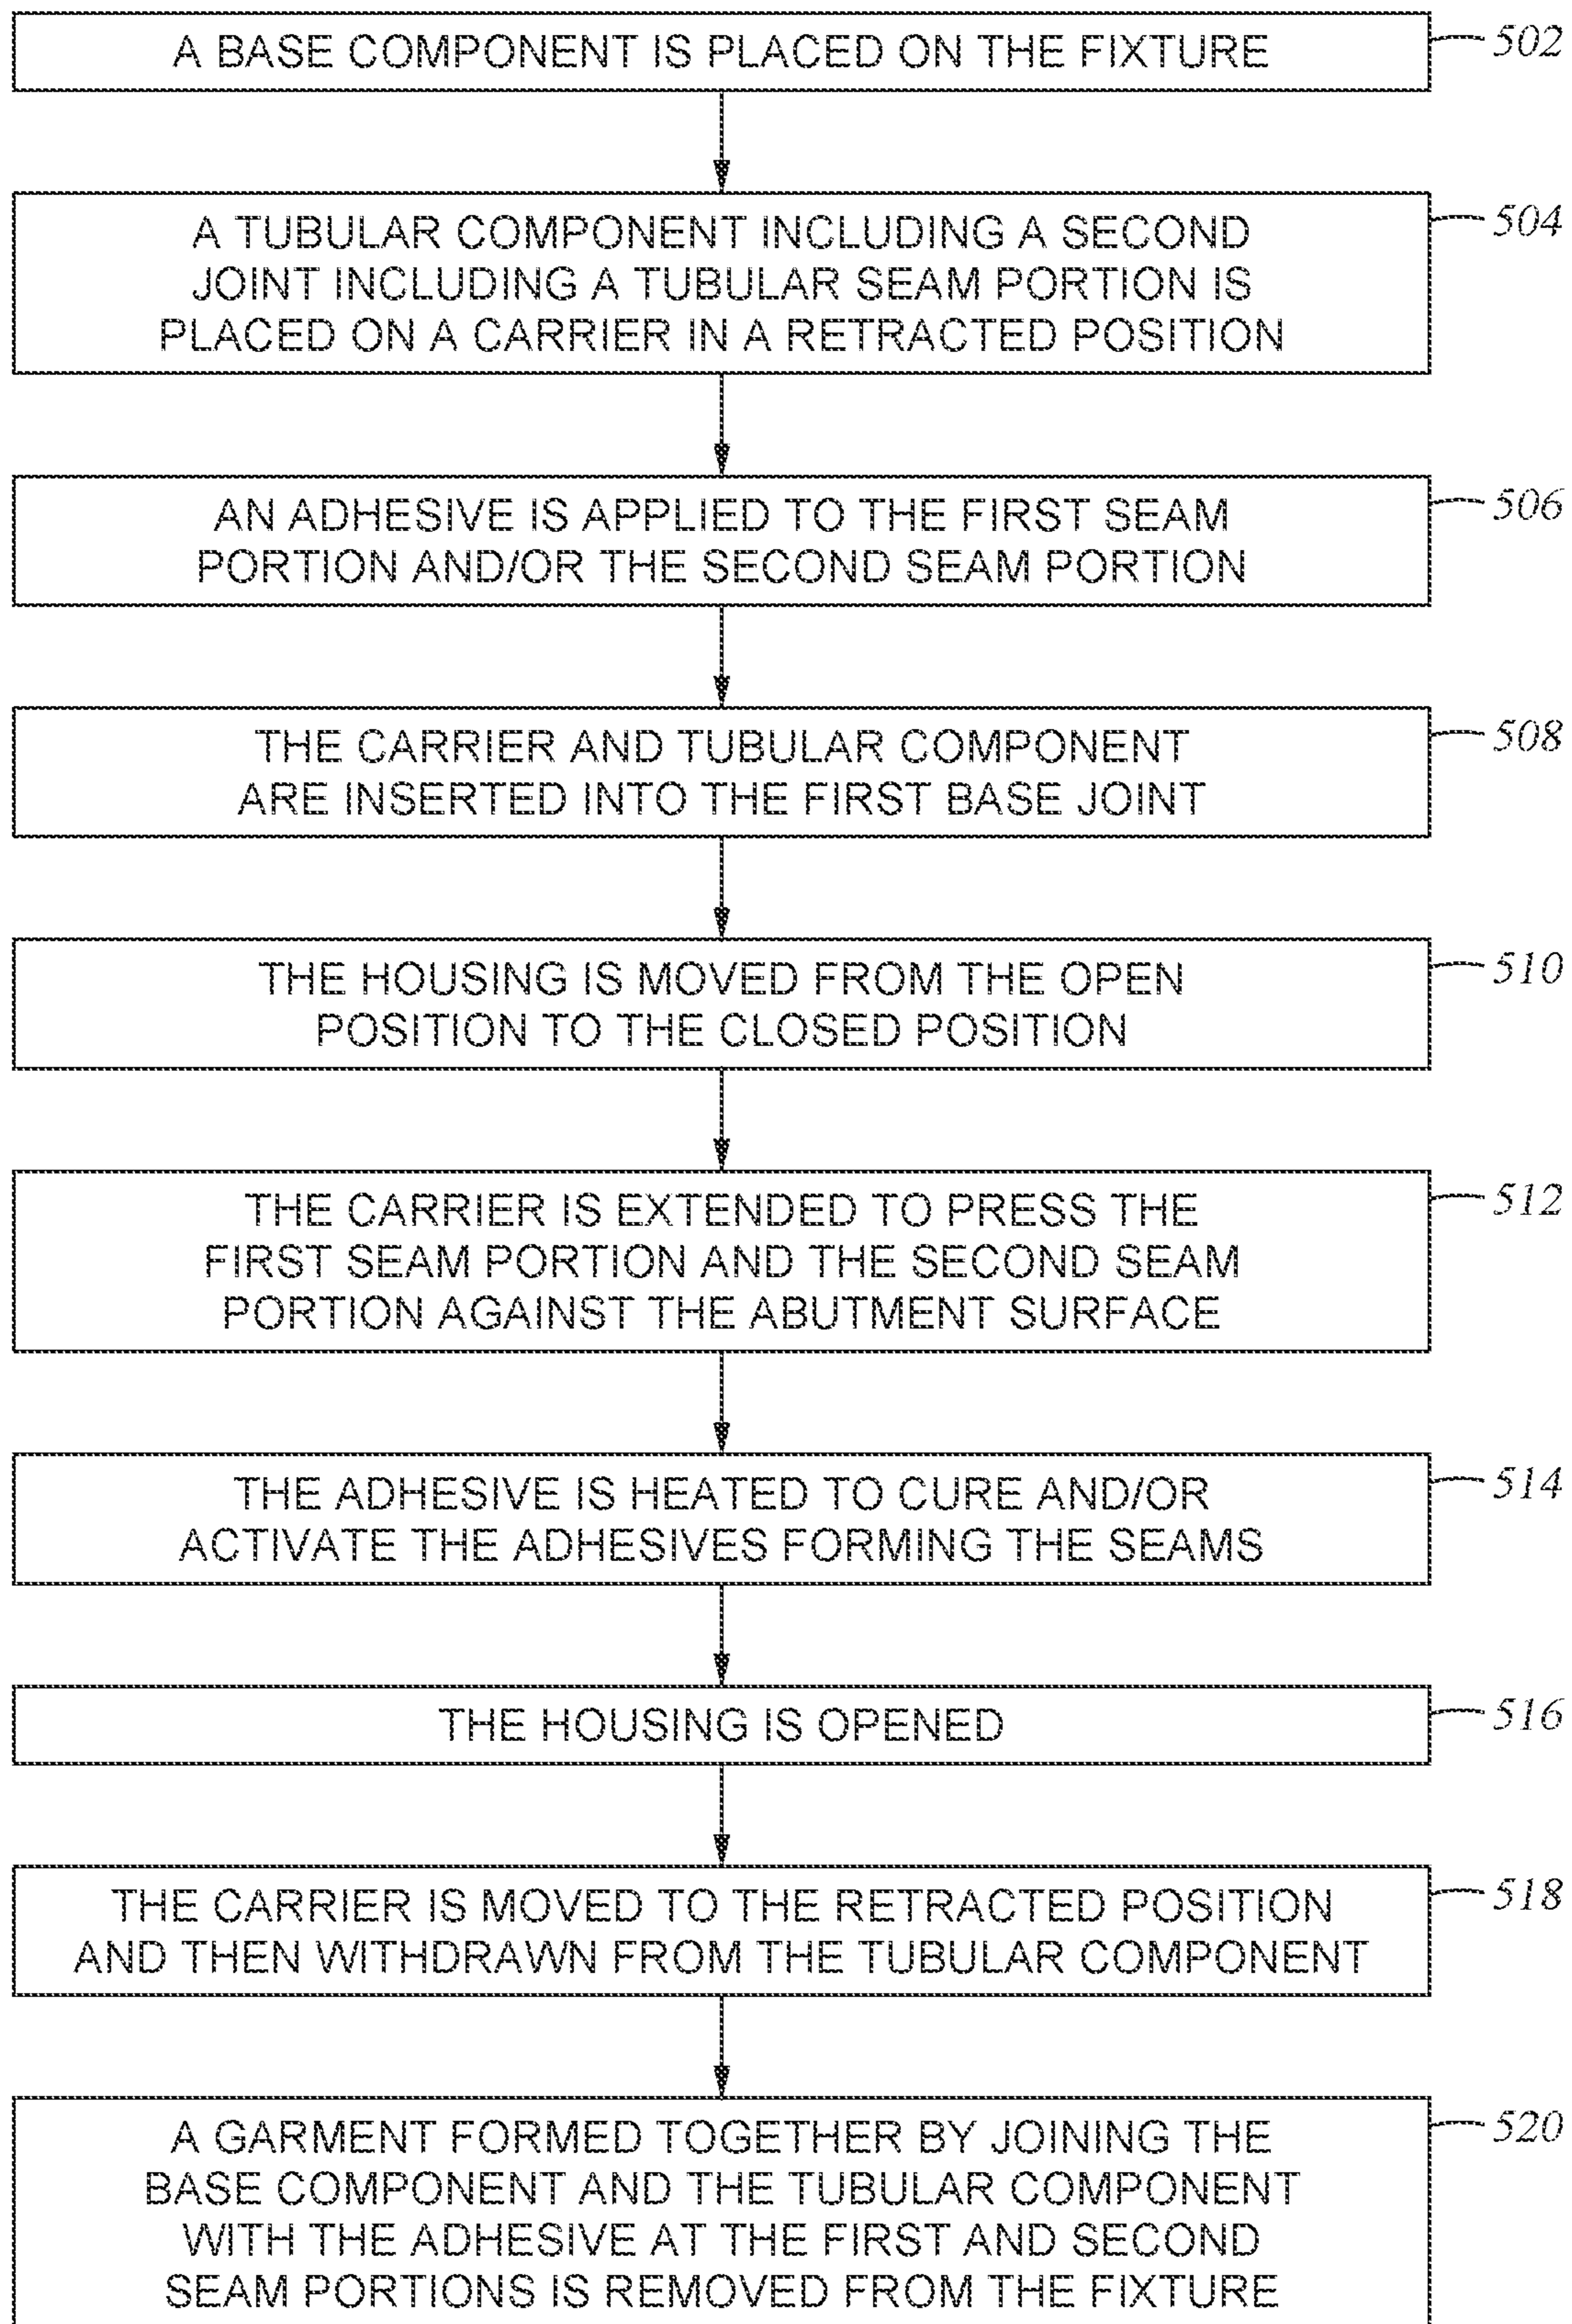 A BASE COMPONENT IS PLACED ON THE FIXTURE
502
A TUBULAR COMPONENT INCLUDING A SECOND
JOINT INCLUDING A TUBULAR SEAM PORTION IS
PLACED ON A CARRIER IN A RETRACTED POSITION
504
AN ADHESIVE IS APPLIED TO THE FIRST SEAM
PORTION AND/OR THE SECOND SEAM PORTION
506
THE CARRIER AND TUBULAR COMPONENT
ARE INSERTED INTO THE FIRST BASE JOINT
508
THE HOUSING IS MOVED FROM THE OPEN
POSITION TO THE CLOSED POSITION
510
THE CARRIER IS EXTENDED TO PRESS THE
FIRST SEAM PORTION AND THE SECOND SEAM
PORTION AGAINST THE ABUTMENT SURFACE
512
THE ADHESIVE IS HEATED TO CURE AND/OR
ACTIVATE THE ADHESIVES FORMING THE SEAMS
514
THE HOUSING IS OPENED
516
THE CARRIER IS MOVED TO THE RETRACTED POSITION
AND THEN WITHDRAWN FROM THE TUBULAR COMPONENT
518
A GARMENT FORMED TOGETHER BY JOINING THE
BASE COMPONENT AND THE TUBULAR COMPONENT
WITH THE ADHESIVE AT THE FIRST AND SECOND
SEAM PORTIONS IS REMOVED FROM THE FIXTURE
520